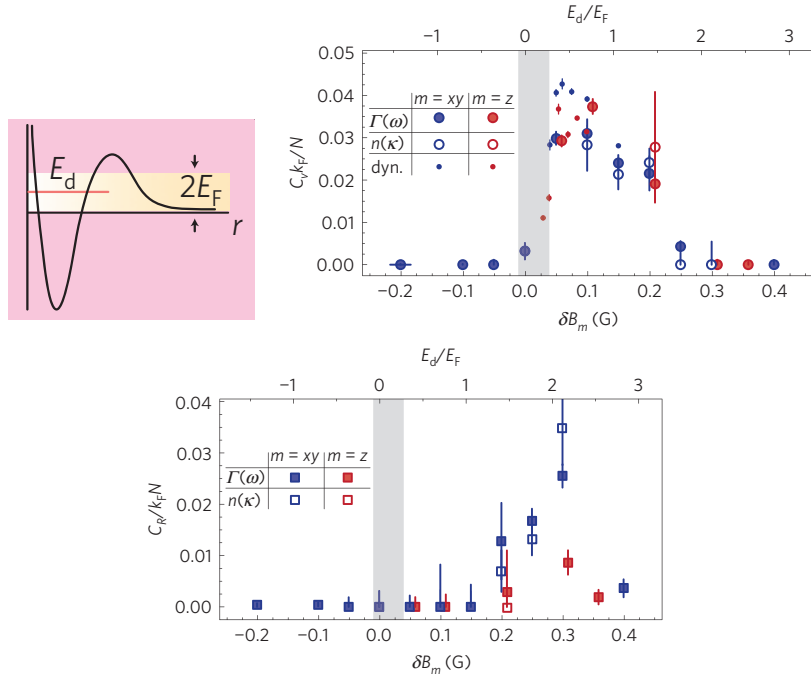 E_d
2E_F
r
E_d/E_F
−1 0 1 2 3
0.05
0.04
0.03
0.02
0.01
0.00
C_v k_F/N
m = xy m = z
Γ(ω)
n(κ)
dyn.
−0.2 −0.1 0.0 0.1 0.2 0.3 0.4
δB_m (G)
E_d/E_F
−1 0 1 2 3
0.04
0.03
0.02
0.01
0.00
C_R/k_F N
m = xy m = z
Γ(ω)
n(κ)
−0.2 −0.1 0.0 0.1 0.2 0.3 0.4
δB_m (G)